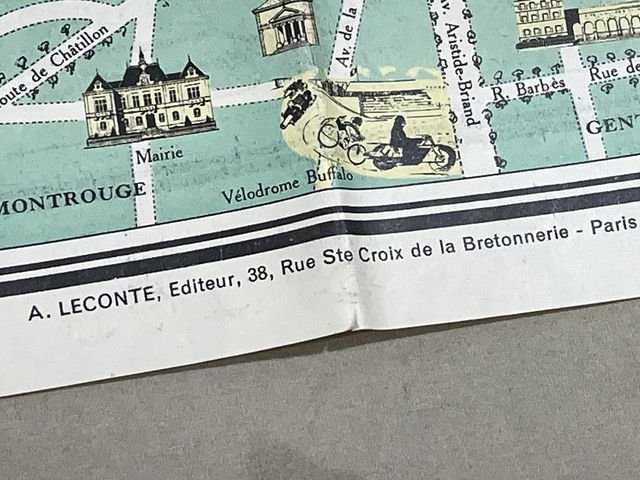 Route de Châtillon
Av. de la
Av. Aristide-Briand
R. Barbès
Rue de
Mairie
GENT
MONTROUGE
Vélodrome Buffalo
A. LECONTE, Editeur, 38, Rue Ste Croix de la Bretonnerie - Paris